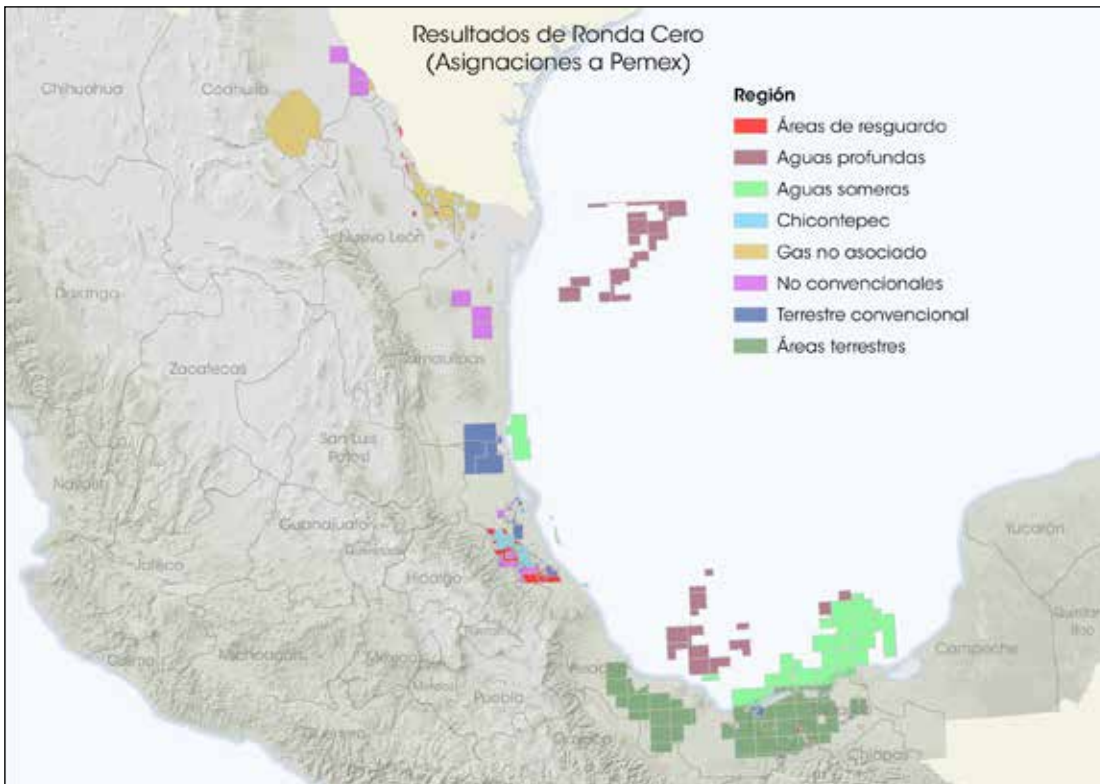 Resultados de Ronda Cero
(Asignaciones a Pemex)
Región
Áreas de resguardo
Aguas profundas
Aguas someras
Chicontepec
Gas no asociado
No convencionales
Terrestre convencional
Áreas terrestres
Chihuahua
Coahuila
Nuevo León
Durango
Tamaulipas
Zacatecas
San Luis
Potosí
Nayarit
Guanajuato
Jalisco
Hidalgo
Yucatán
Campeche
Colima
Michoacán
México
Puebla
Guerrero
Oaxaca
Chiapas